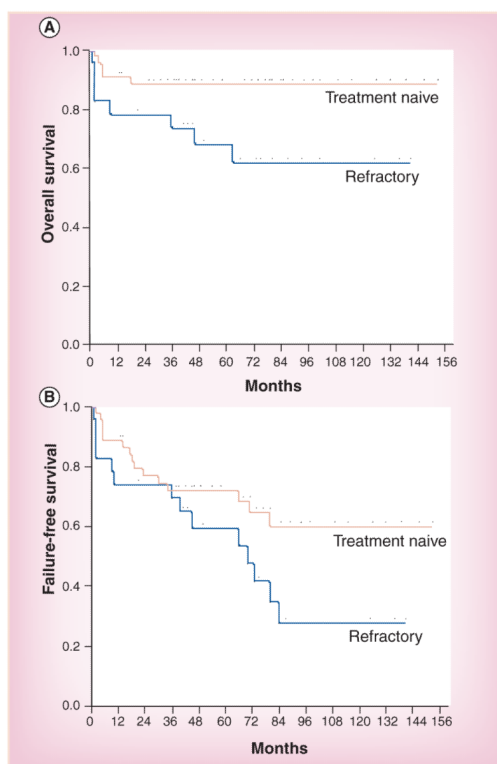 A
1.0
0.8
0.6
0.4
0.2
0.0
Overall survival
Treatment naive
Refractory
0 12 24 36 48 60 72 84 96 108 120 132 144 156
Months
B
1.0
0.8
0.6
0.4
0.2
0.0
Failure-free survival
Treatment naive
Refractory
0 12 24 36 48 60 72 84 96 108 120 132 144 156
Months